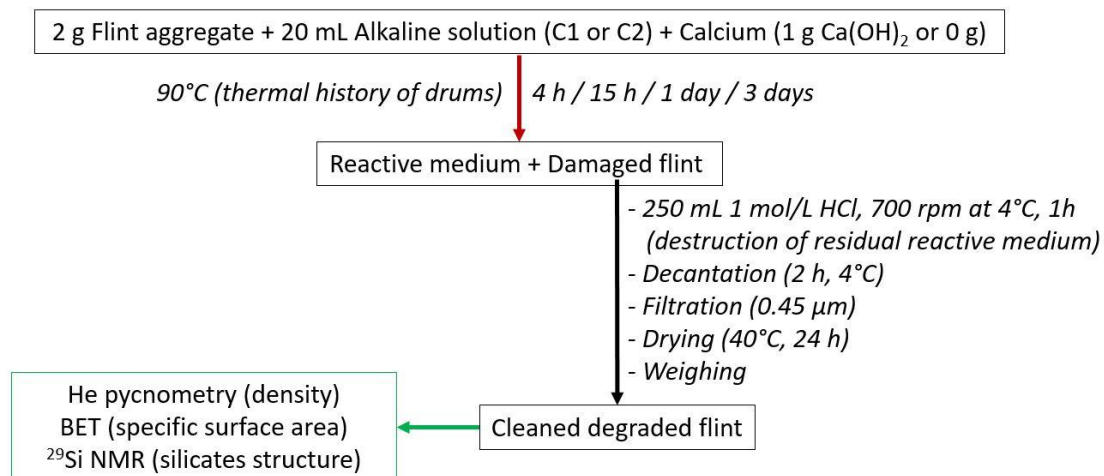 2 g Flint aggregate + 20 mL Alkaline solution (C1 or C2) + Calcium (1 g Ca(OH)₂ or 0 g)
90°C (thermal history of drums) 4 h / 15 h / 1 day / 3 days
Reactive medium + Damaged flint
- 250 mL 1 mol/L HCl, 700 rpm at 4°C, 1h
(destruction of residual reactive medium)
- Decantation (2 h, 4°C)
- Filtration (0.45 µm)
- Drying (40°C, 24 h)
- Weighing
Cleaned degraded flint
He pycnometry (density)
BET (specific surface area)
²⁹Si NMR (silicates structure)